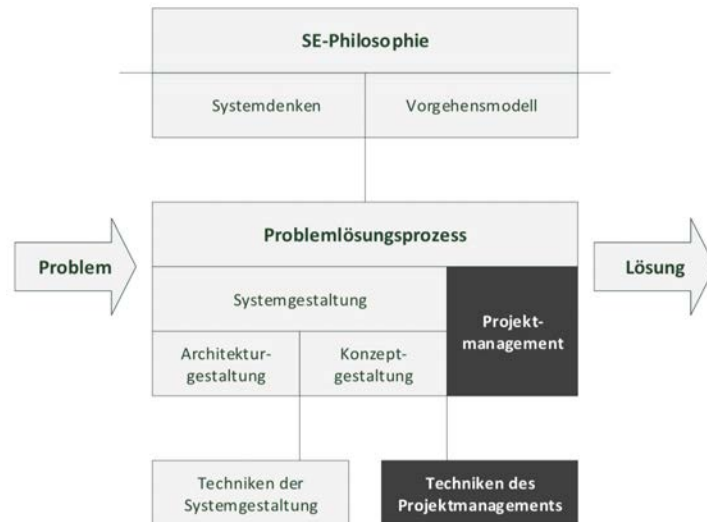 SE-Philosophie
Systemdenken
Vorgehensmodell
Problem
Problemlösungsprozess
Lösung
Systemgestaltung
Projekt-
management
Architektur-
gestaltung
Konzept-
gestaltung
Techniken der
Systemgestaltung
Techniken des
Projektmanagements